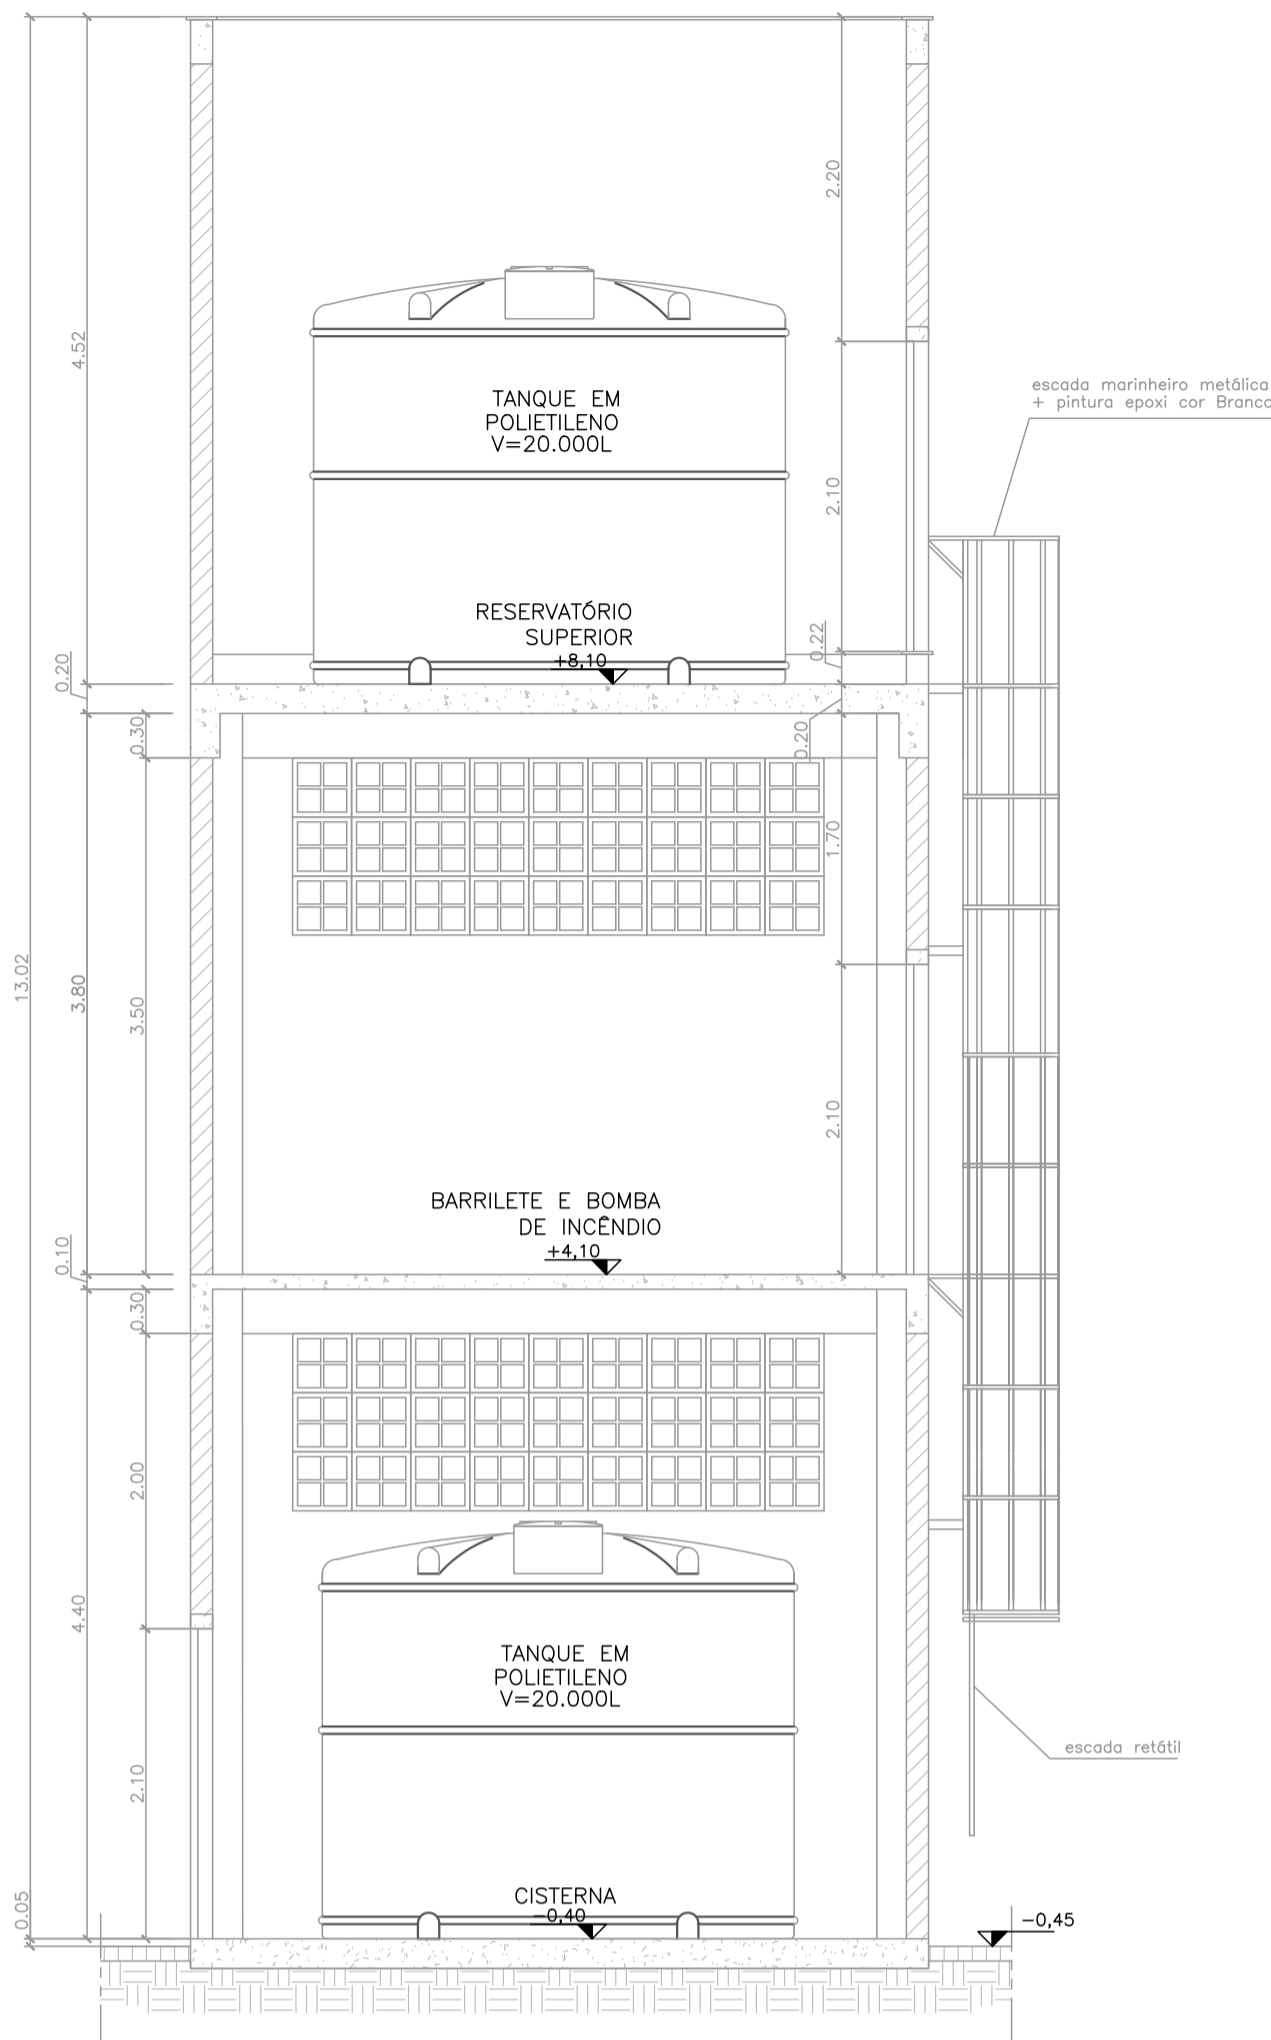 2.20
4.52
escada marinheiro metálica
+ pintura epoxi cor Branco
TANQUE EM
POLIETILENO
V=20.000L
2.10
RESERVATÓRIO
SUPERIOR
+8,10
0.22
0.20
0.30
0.20
1.70
13.02
3.80
3.50
2.10
BARRILETE E BOMBA
DE INCÊNDIO
+4,10
0.10
0.30
2.00
4.40
TANQUE EM
POLIETILENO
V=20.000L
escada retátil
2.10
CISTERNA
-0,40
0.05
-0,45